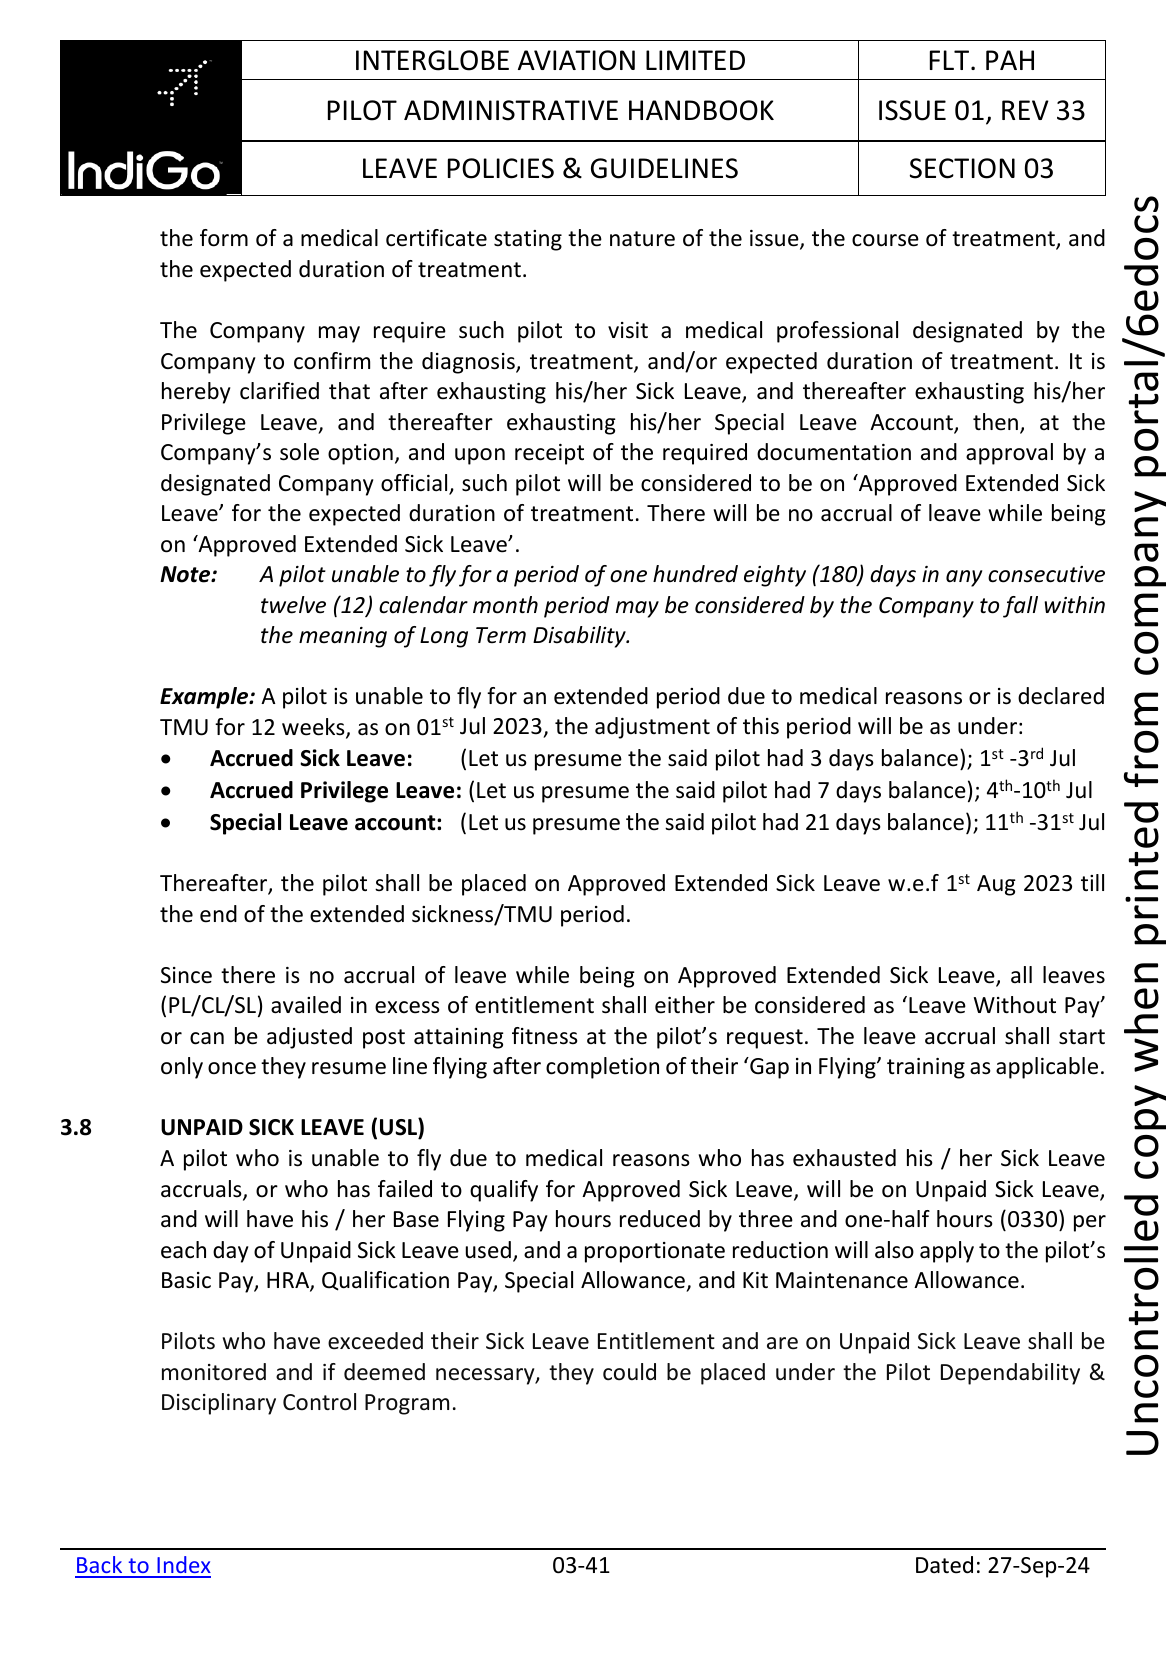 INTERGLOBE AVIATION LIMITED
FLT. PAH
PILOT ADMINISTRATIVE HANDBOOK
ISSUE 01, REV 33
IndiGo
LEAVE POLICIES & GUIDELINES
SECTION 03
the form of a medical certificate stating the nature of the issue, the course of treatment, and
the expected duration of treatment.
The Company may require such pilot to visit a medical professional designated by the
Company to confirm the diagnosis, treatment, and/or expected duration of treatment. It is
hereby clarified that after exhausting his/her Sick Leave, and thereafter exhausting his/her
Privilege Leave, and thereafter exhausting his/her Special Leave Account, then, at the
Company’s sole option, and upon receipt of the required documentation and approval by a
designated Company official, such pilot will be considered to be on ‘Approved Extended Sick
Leave’ for the expected duration of treatment. There will be no accrual of leave while being
on ‘Approved Extended Sick Leave’.
Note: A pilot unable to fly for a period of one hundred eighty (180) days in any consecutive
twelve (12) calendar month period may be considered by the Company to fall within
the meaning of Long Term Disability.
Example: A pilot is unable to fly for an extended period due to medical reasons or is declared
TMU for 12 weeks, as on 01st Jul 2023, the adjustment of this period will be as under:
• Accrued Sick Leave: (Let us presume the said pilot had 3 days balance); 1st -3rd Jul
• Accrued Privilege Leave: (Let us presume the said pilot had 7 days balance); 4th-10th Jul
• Special Leave account: (Let us presume the said pilot had 21 days balance); 11th -31st Jul
Thereafter, the pilot shall be placed on Approved Extended Sick Leave w.e.f 1st Aug 2023 till
the end of the extended sickness/TMU period.
Since there is no accrual of leave while being on Approved Extended Sick Leave, all leaves
(PL/CL/SL) availed in excess of entitlement shall either be considered as ‘Leave Without Pay’
or can be adjusted post attaining fitness at the pilot’s request. The leave accrual shall start
only once they resume line flying after completion of their ‘Gap in Flying’ training as applicable.
3.8 UNPAID SICK LEAVE (USL)
A pilot who is unable to fly due to medical reasons who has exhausted his / her Sick Leave
accruals, or who has failed to qualify for Approved Sick Leave, will be on Unpaid Sick Leave,
and will have his / her Base Flying Pay hours reduced by three and one-half hours (0330) per
each day of Unpaid Sick Leave used, and a proportionate reduction will also apply to the pilot’s
Basic Pay, HRA, Qualification Pay, Special Allowance, and Kit Maintenance Allowance.
Pilots who have exceeded their Sick Leave Entitlement and are on Unpaid Sick Leave shall be
monitored and if deemed necessary, they could be placed under the Pilot Dependability &
Disciplinary Control Program.
Back to Index
03-41
Dated: 27-Sep-24
Uncontrolled copy when printed from company portal/6edocs